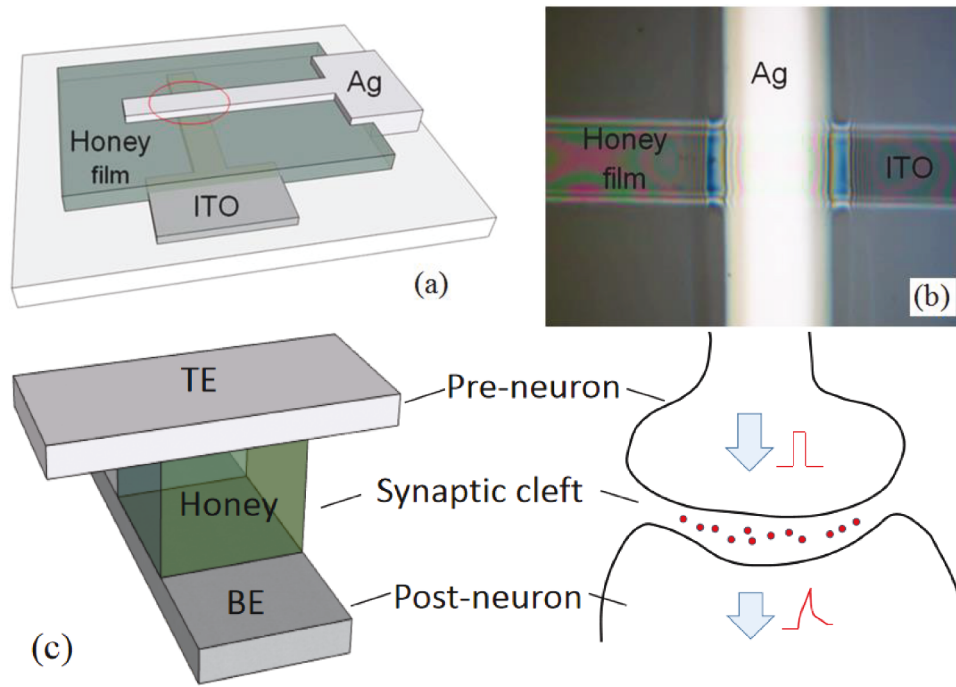 Ag
Honey
film
ITO
(a)
Ag
Honey
film
ITO
(b)
TE
Pre-neuron
Honey
Synaptic cleft
BE
Post-neuron
(c)